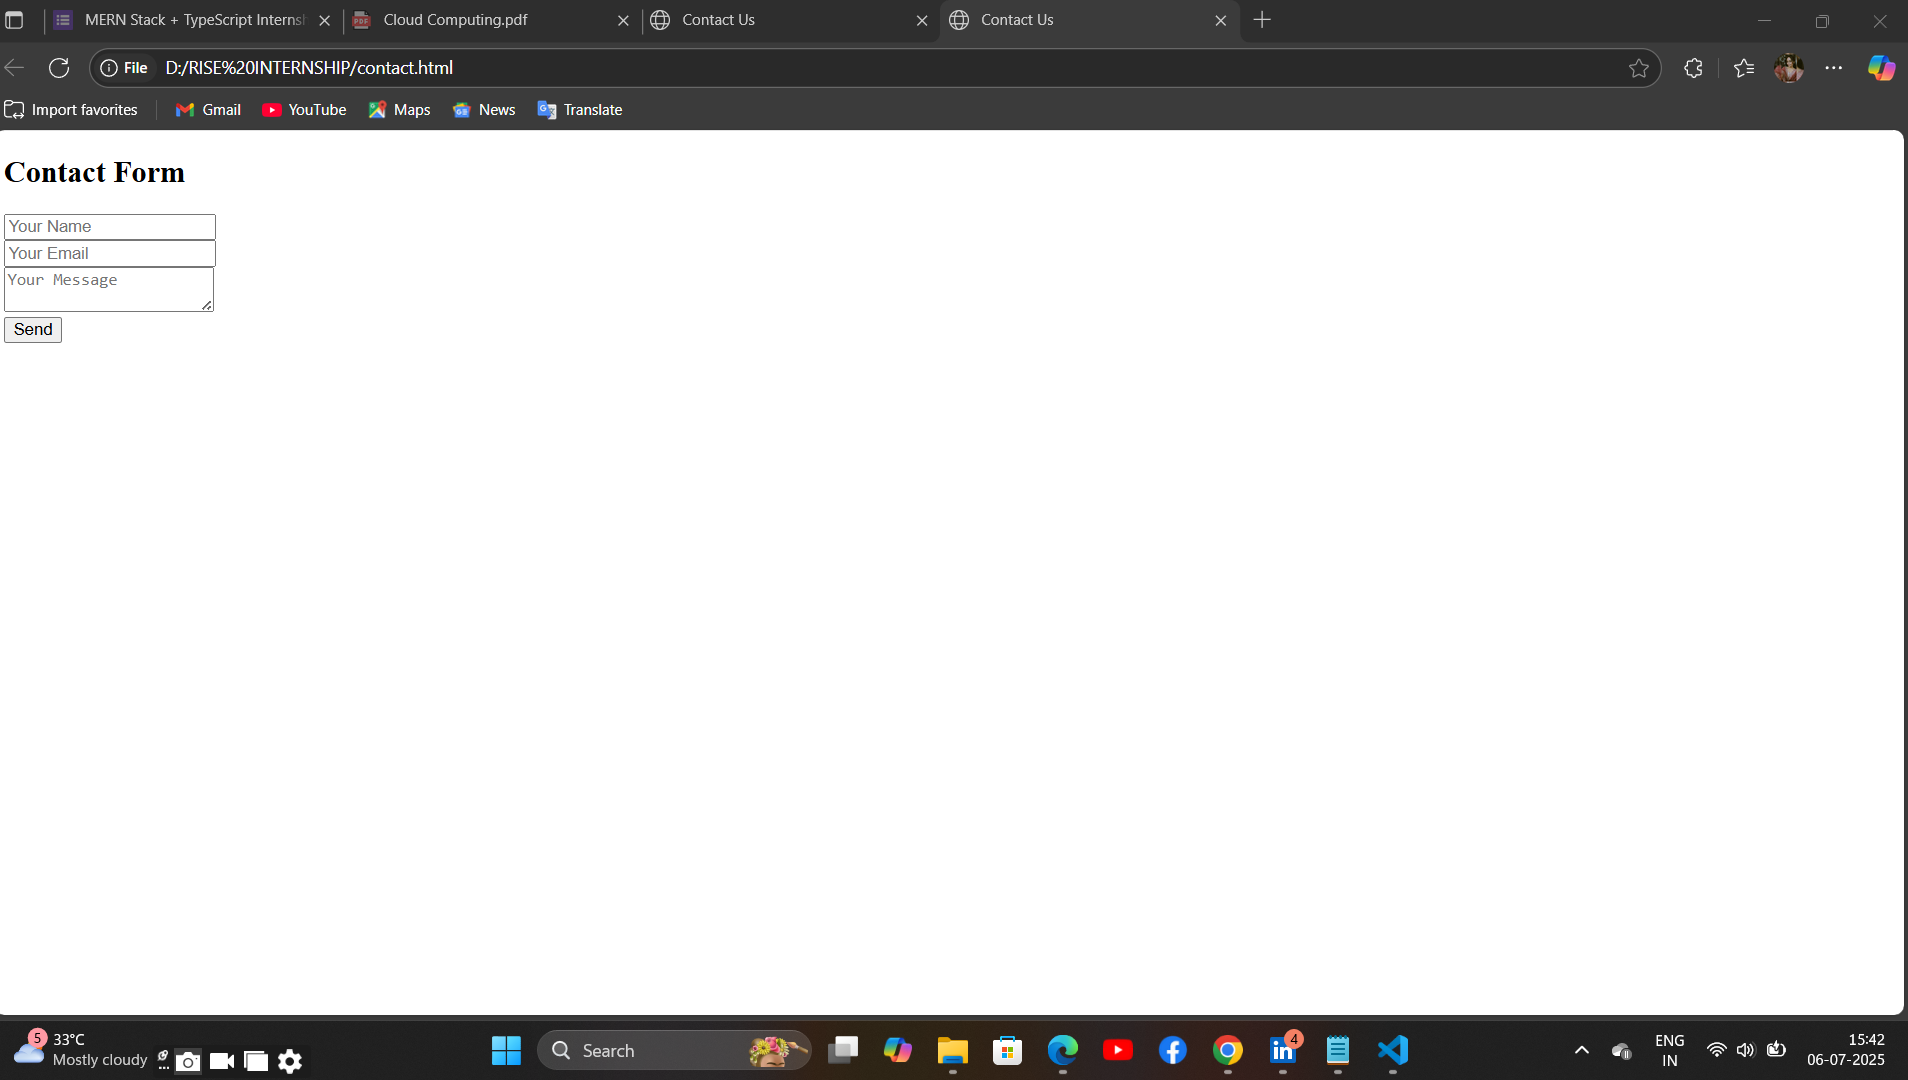 MERN Stack + TypeScript Internsh
Cloud Computing.pdf
Contact Us
Contact Us
File
D:/RISE%20INTERNSHIP/contact.html
Import favorites
Gmail
YouTube
Maps
News
Translate
Contact Form
Your Name
Your Email
Your Message
Send
5
33°C
Mostly cloudy
Search
4
ENG
IN
15:42
06-07-2025